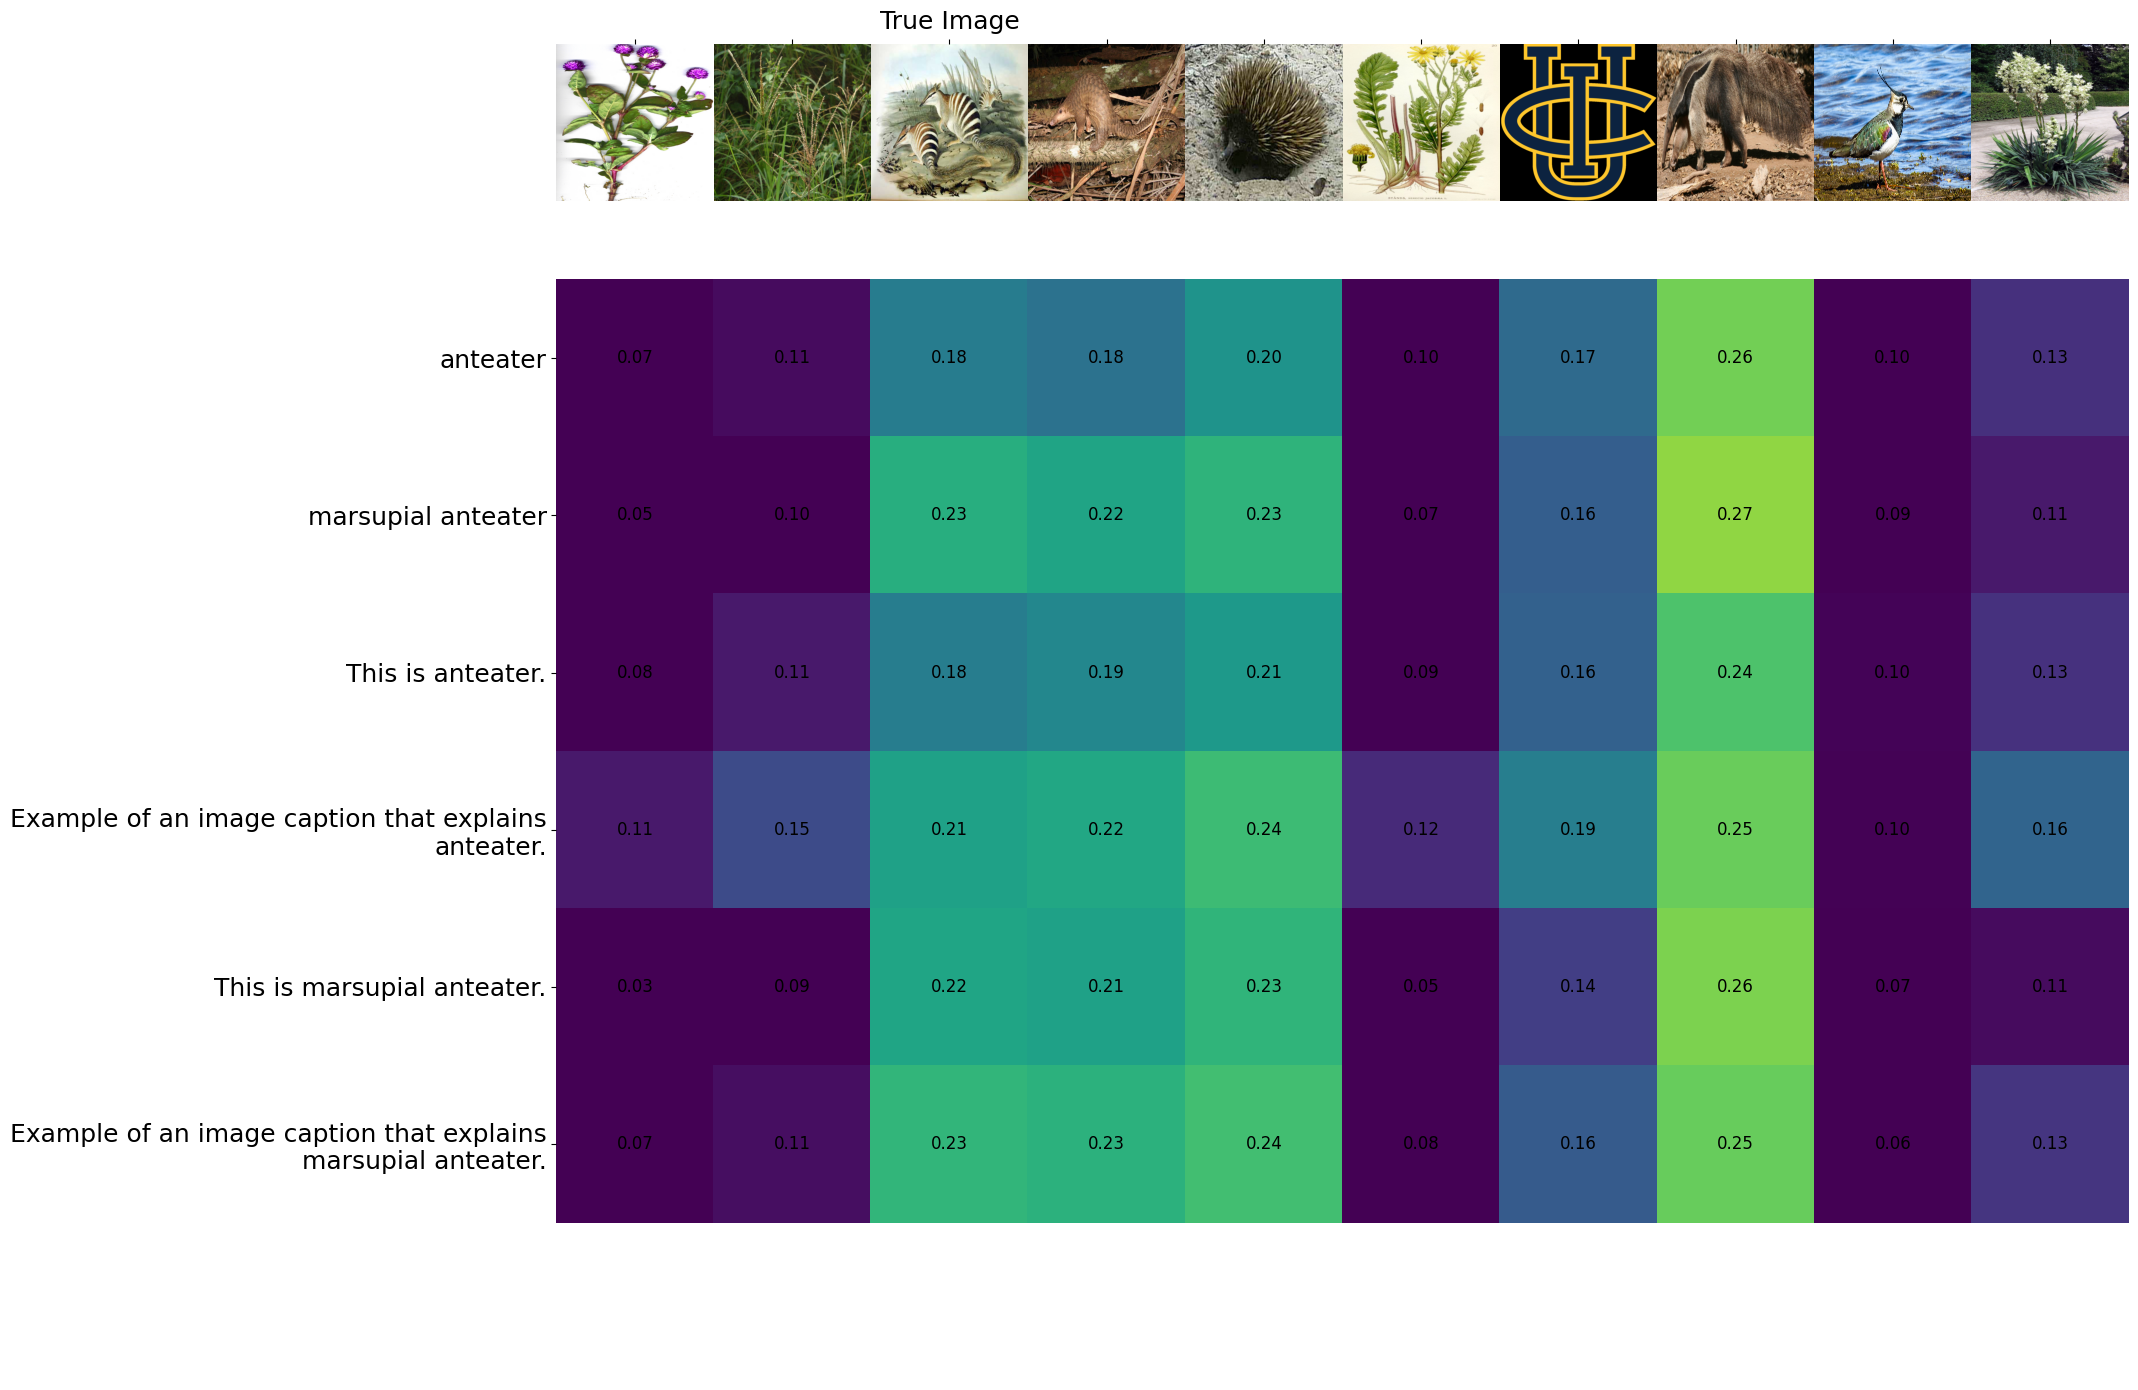 True Image
UCI
anteater 0.07 0.11 0.18 0.18 0.20 0.10 0.17 0.26 0.10 0.13
marsupial anteater 0.05 0.10 0.23 0.22 0.23 0.07 0.16 0.27 0.09 0.11
This is anteater. 0.08 0.11 0.18 0.19 0.21 0.09 0.16 0.24 0.10 0.13
Example of an image caption that explains
anteater. 0.11 0.15 0.21 0.22 0.24 0.12 0.19 0.25 0.10 0.16
This is marsupial anteater. 0.03 0.09 0.22 0.21 0.23 0.05 0.14 0.26 0.07 0.11
Example of an image caption that explains
marsupial anteater. 0.07 0.11 0.23 0.23 0.24 0.08 0.16 0.25 0.06 0.13